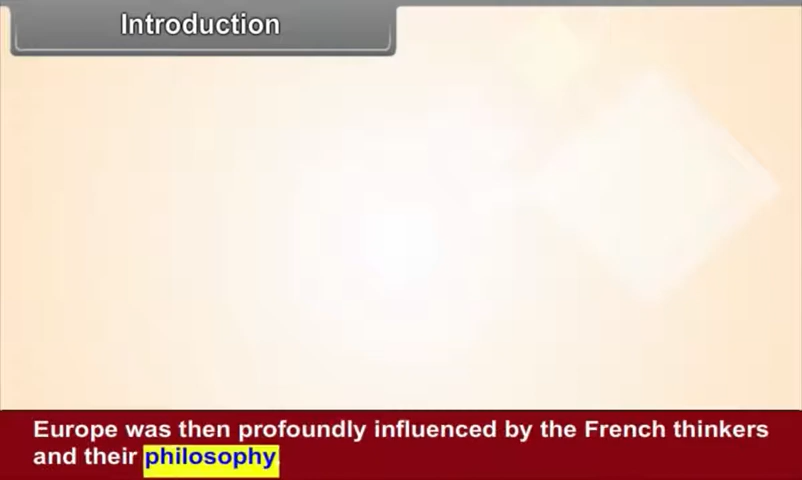 Introduction
Europe was then profoundly influenced by the French thinkers
and their philosophy.